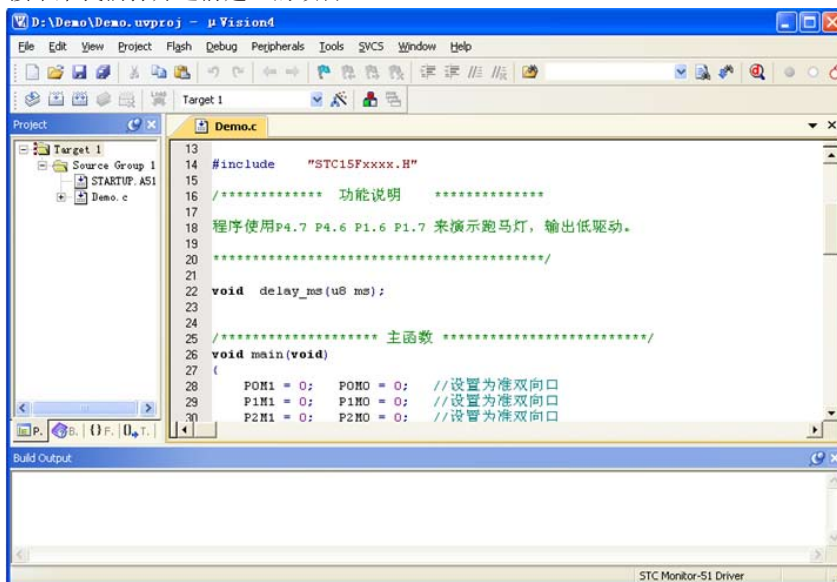 D:\Demo\Demo.uvproj - µVision4
File Edit View Project Flash Debug Peripherals Tools SVCS Window Help
Target 1
Project
Demo.c
Target 1
Source Group 1
STARTUP.A51
Demo.c
13
14 #include "STC15Fxxxx.H"
15
16 /************* 功能说明 **************
17
18 程序使用P4.7 P4.6 P1.6 P1.7 来演示跑马灯，输出低驱动。
19
20 ******************************************/
21
22 void delay_ms(u8 ms);
23
24
25 /******************** 主函数 **************************/
26 void main(void)
27 {
28 P0M1 = 0; P0M0 = 0; //设置为准双向口
29 P1M1 = 0; P1M0 = 0; //设置为准双向口
30 P2M1 = 0; P2M0 = 0; //设置为准双向口
P. B. {} F. 0 T.
Build Output
STC Monitor-51 Driver